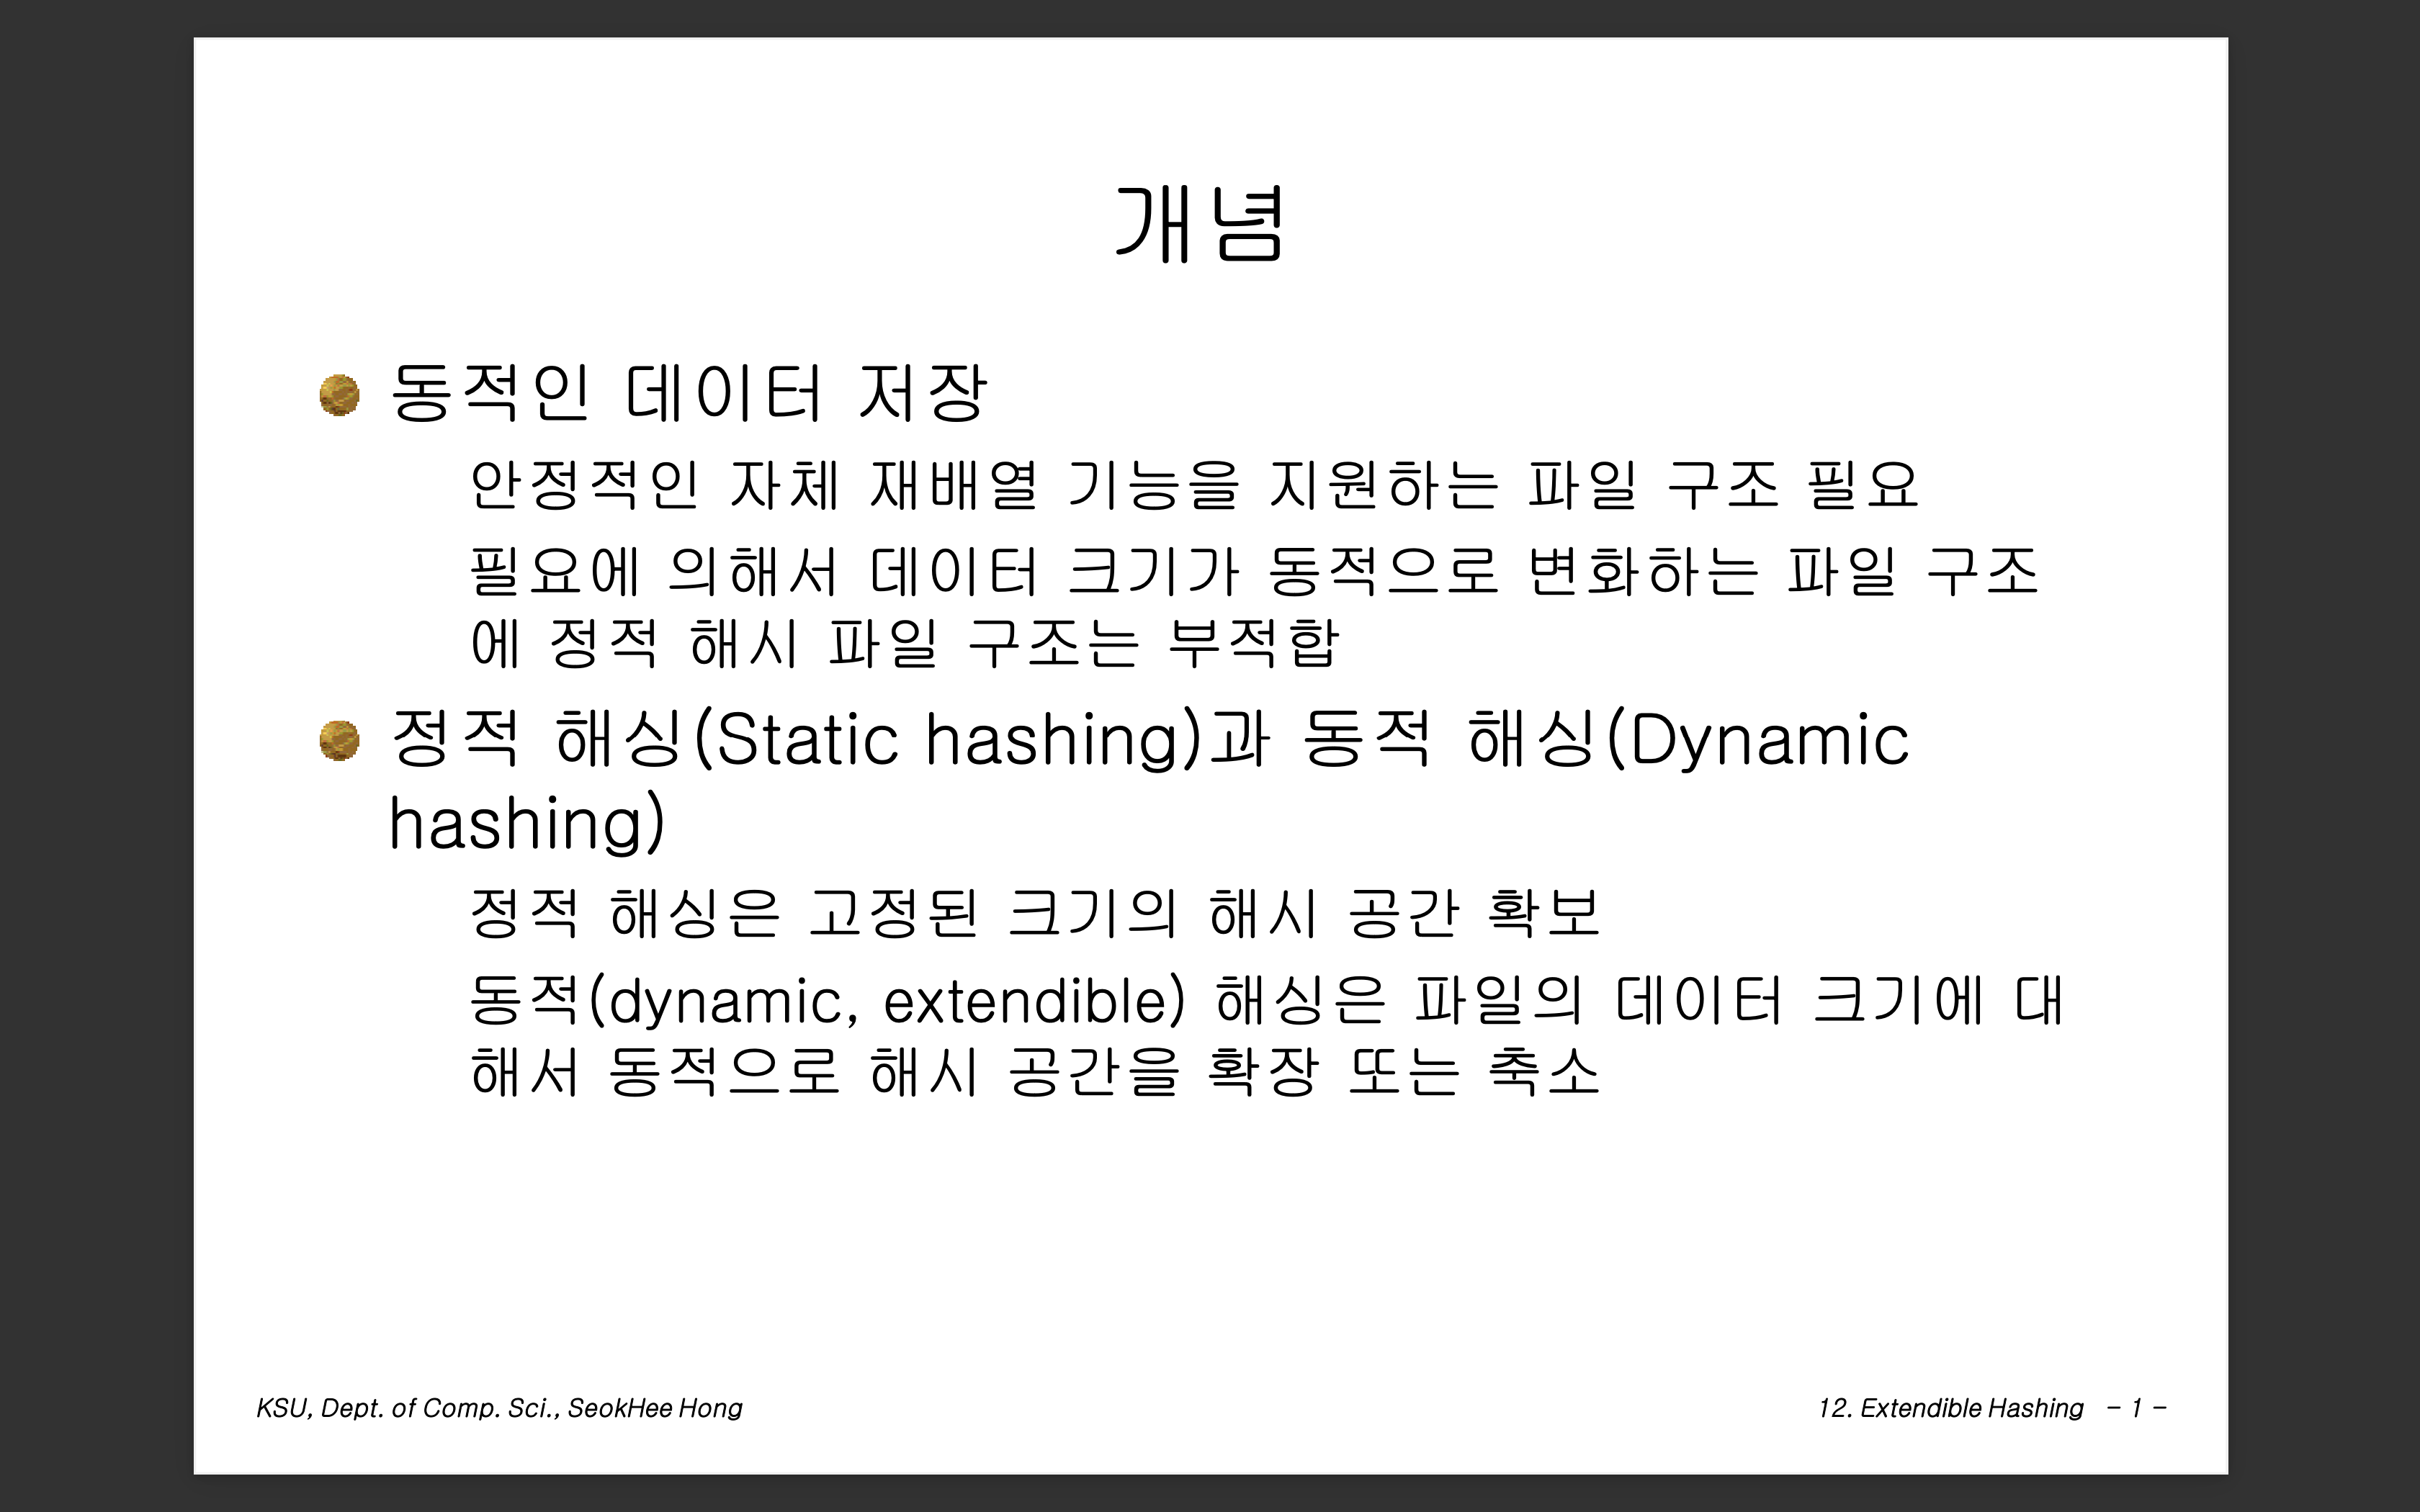 개념
동적인 데이터 저장
안정적인 자체 재배열 기능을 지원하는 파일 구조 필요
필요에 의해서 데이터 크기가 동적으로 변화하는 파일 구조
에 정적 해시 파일 구조는 부적합
정적 해싱(Static hashing)과 동적 해싱(Dynamic
hashing)
정적 해싱은 고정된 크기의 해시 공간 확보
동적(dynamic, extendible) 해싱은 파일의 데이터 크기에 대
해서 동적으로 해시 공간을 확장 또는 축소
KSU, Dept. of Comp. Sci., SeokHee Hong
12. Extendible Hashing - 1 -